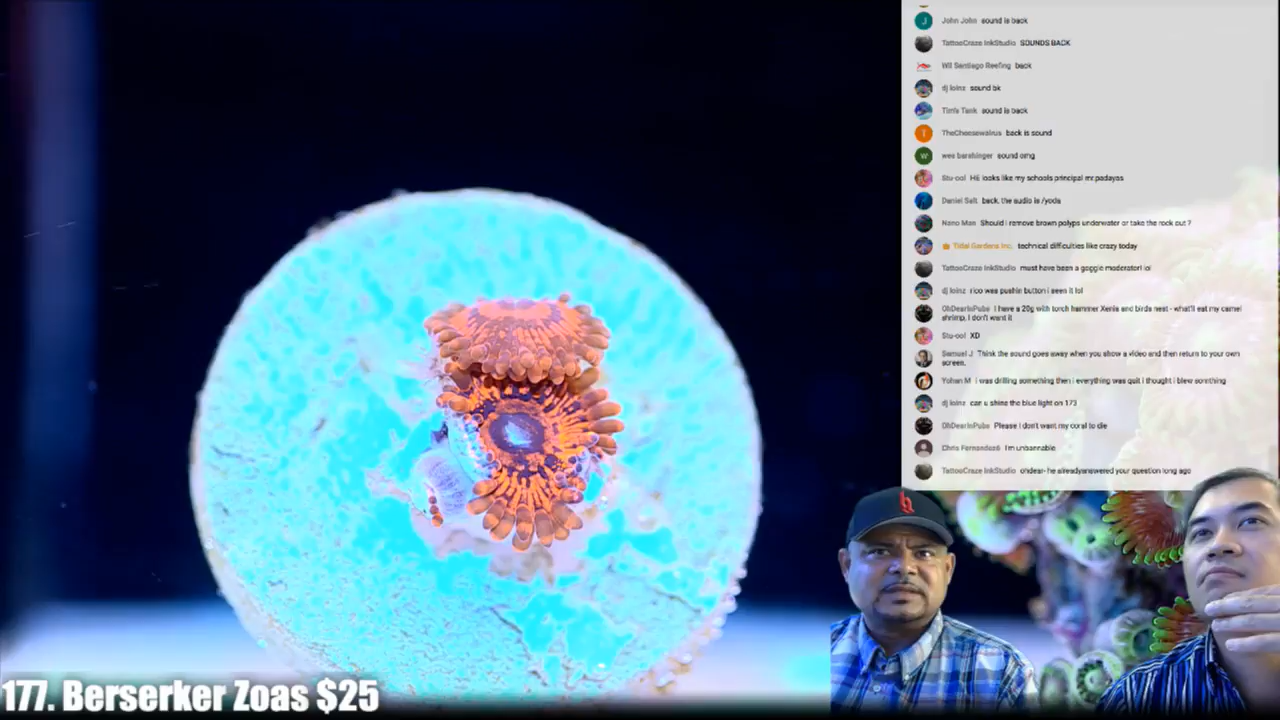 J John John sound is back
TattooCraze InkStudio SOUNDS BACK
Wil Santiago Reefing back
dj loinz sound bk
Tim's Tank sound is back
T TheCheesewalrus back is sound
W wes barshinger sound omg
Stu-ool Hë looks like my schools principal mr.padayas
Daniel Salt back. the audio is /yoda
Nano Man Should i remove brown polyps underwater or take the rock out ?
Tidal Gardens Inc. technical difficulties like crazy today
TattooCraze InkStudio must have been a goggie moderator! lol
dj loinz rico was pushin button i seen it lol
OhDearInPube I have a 20g with torch hammer Xenia and birds nest - what'll eat my camel
shrimp, I don't want it
Stu-ool XD
Samuel J Think the sound goes away when you show a video and then return to your own
screen.
Yohan M i was drilling something then i everything was quit i thought i blew somthing
dj loinz can u shine the blue light on 173
OhDearInPube Please I don't want my coral to die
Chris Fernandes6 I'm unbannable
TattooCraze InkStudio ohdear- he alreadyanswered your question long ago
177. Berserker Zoas $25